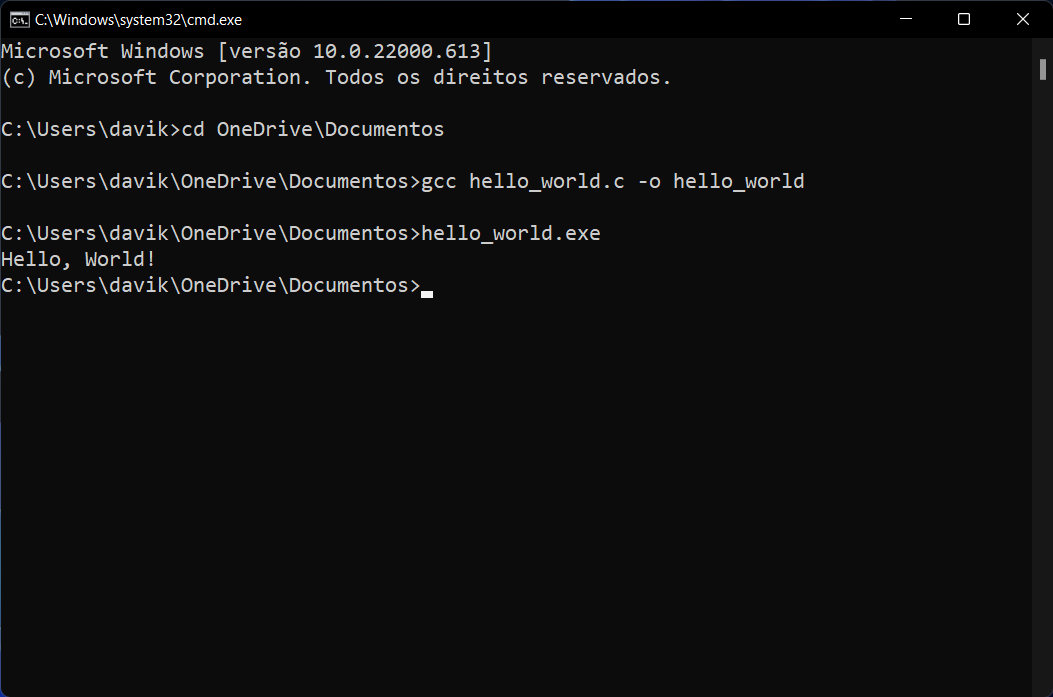 C:\Windows\system32\cmd.exe
Microsoft Windows [versão 10.0.22000.613]
(c) Microsoft Corporation. Todos os direitos reservados.
C:\Users\davik>cd OneDrive\Documentos
C:\Users\davik\OneDrive\Documentos>gcc hello_world.c -o hello_world
C:\Users\davik\OneDrive\Documentos>hello_world.exe
Hello, World!
C:\Users\davik\OneDrive\Documentos>